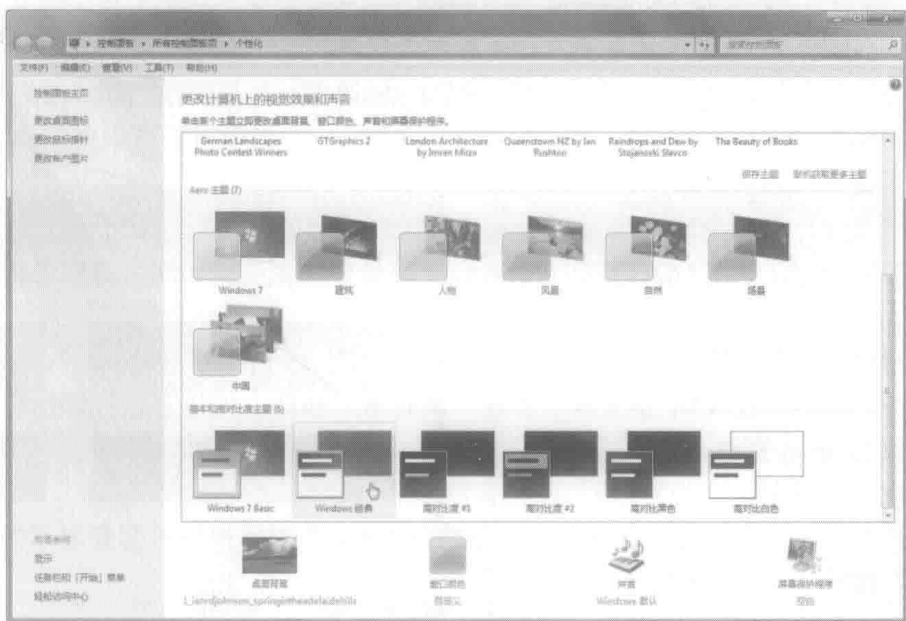 控制面板 ▸ 所有控制面板项 ▸ 个性化
搜索控制面板
文件(F) 编辑(E) 查看(V) 工具(T) 帮助(H)
控制面板主页
更改桌面图标
更改鼠标指针
更改帐户图片
更改计算机上的视觉效果和声音
单击某个主题立即更改桌面背景、窗口颜色、声音和屏幕保护程序。
German Landscapes Photo Contest Winners
GTGraphics 2
London Architecture by Imran Mirza
Queenstown NZ by Ian Rushton
Raindrops and Dew by Stojanovski Slavco
The Beauty of Books
保存主题 联机获取更多主题
Aero 主题 (7)
Windows 7
建筑
人物
风景
自然
场景
中国
基本和高对比度主题 (6)
Windows 7 Basic
Windows 经典
高对比度 #1
高对比度 #2
高对比黑色
高对比白色
另请参阅
显示
任务栏和「开始」菜单
轻松访问中心
桌面背景
窗口颜色
自定义
声音
Windows 默认
屏幕保护程序